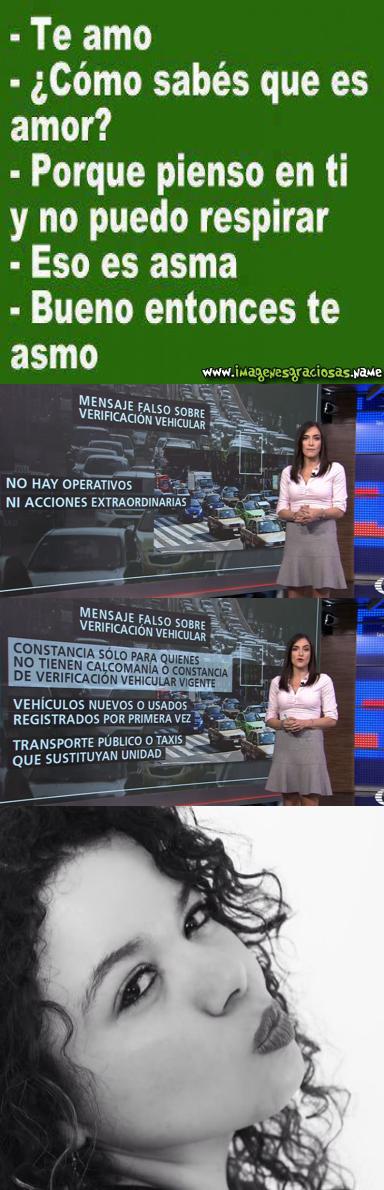 - Te amo
- ¿Cómo sabés que es
amor?
- Porque pienso en ti
y no puedo respirar
- Eso es asma
- Bueno entonces te
asmo
www.imagenesgraciosas.name
MENSAJE FALSO SOBRE
VERIFICACIÓN VEHICULAR
NO HAY OPERATIVOS
NI ACCIONES EXTRAORDINARIAS
MENSAJE FALSO SOBRE
VERIFICACIÓN VEHICULAR
CONSTANCIA SÓLO PARA QUIENES
NO TIENEN CALCOMANÍA O CONSTANCIA
DE VERIFICACIÓN VEHICULAR VIGENTE
VEHÍCULOS NUEVOS O USADOS
REGISTRADOS POR PRIMERA VEZ
TRANSPORTE PÚBLICO O TAXIS
QUE SUSTITUYAN UNIDAD